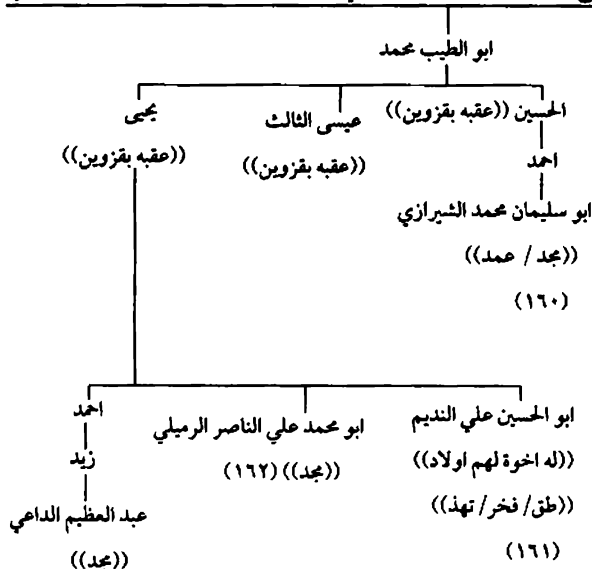 ابو الطيب محمد
الحسين ((عقبه بقزوين))
عيسى الثالث
((عقبه بقزوين))
يحيى
((عقبه بقزوين))
احمد
ابو سليمان محمد الشيرازي
((مجد / عمد))
(١٦٠)
ابو الحسين علي النديم
((له اخوة لهم اولاد))
((طق/ فخر/ تهذ))
(١٦١)
ابو محمد علي الناصر الرميلي
((مجد)) (١٦٢)
احمد
زيد
عبد العظيم الداعي
((مجد))